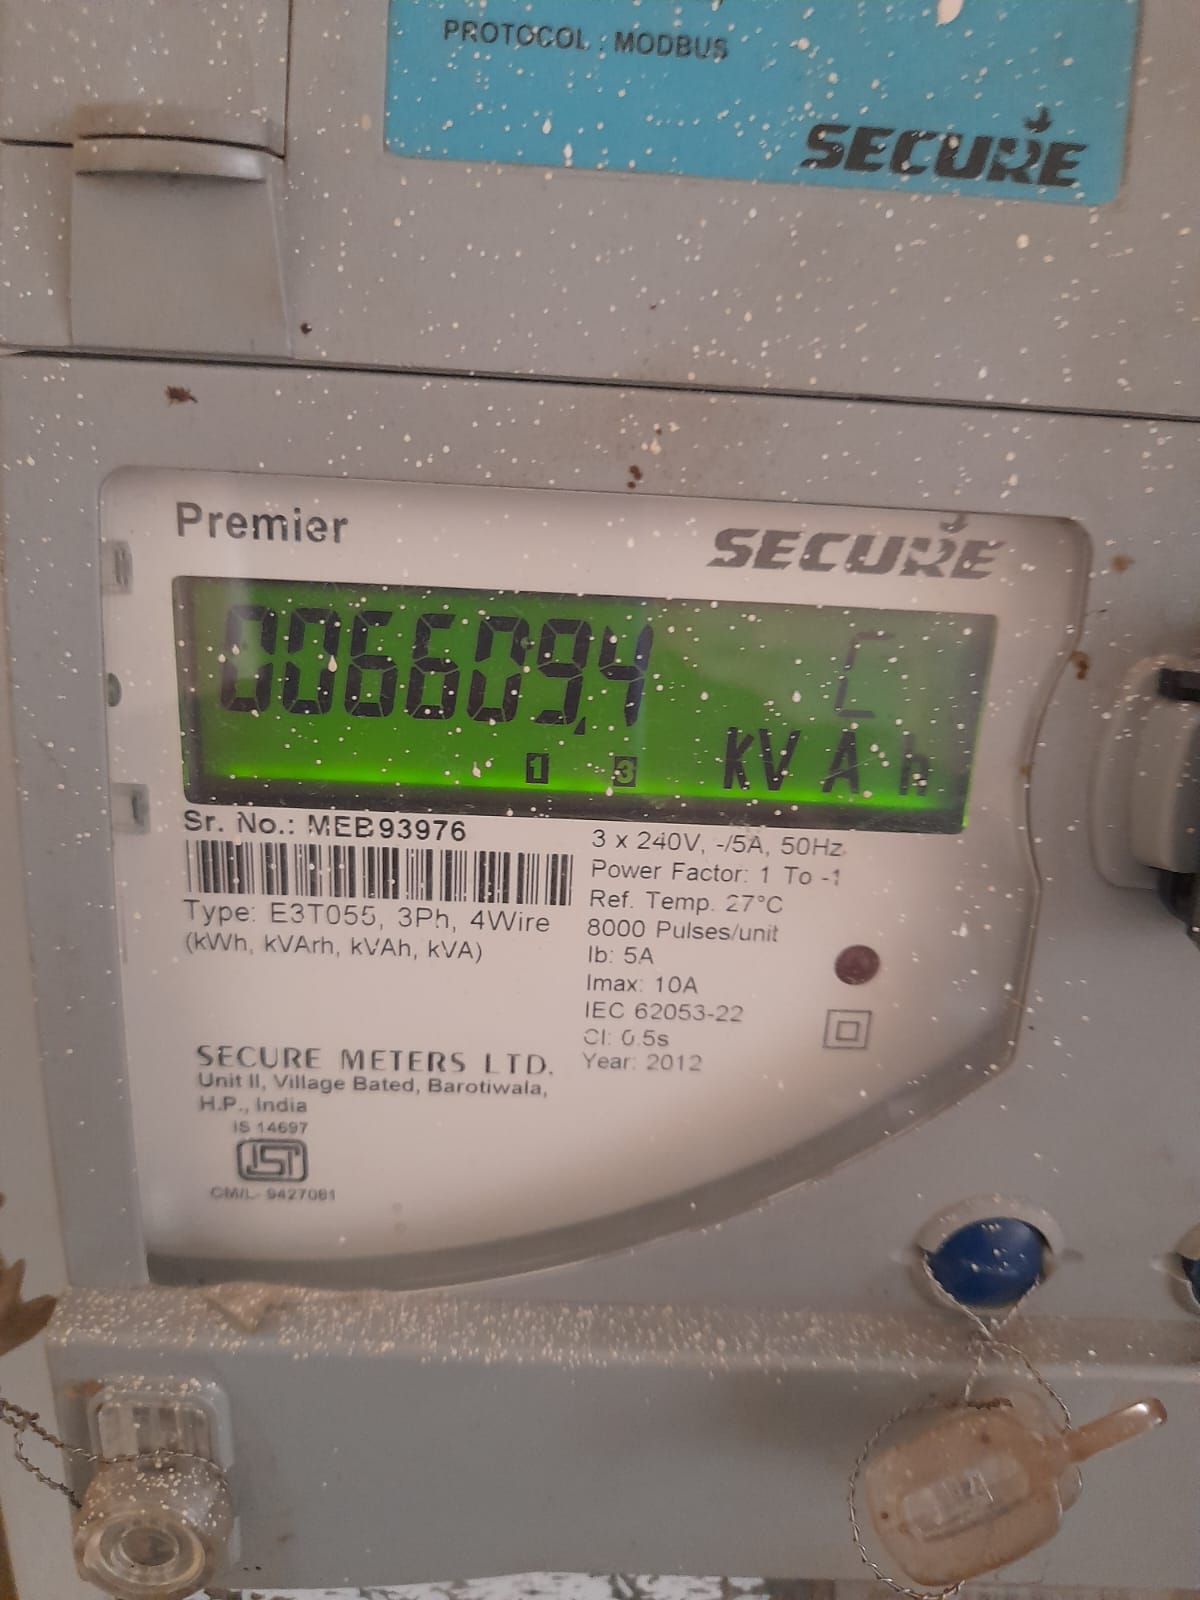 PROTOCOL : MODBUS
SECURE
Premier
SECURE
006609.4
C
1 3 KVAh
Sr. No.: MEB93976
Type: E3T055, 3Ph, 4Wire
(kWh, kVArh, kVAh, kVA)
3 x 240V, -/5A, 50Hz
Power Factor: 1 To -1
Ref. Temp. 27°C
8000 Pulses/unit
Ib: 5A
Imax: 10A
IEC 62053-22
Cl: 0.5s
Year: 2012
SECURE METERS LTD.
Unit II, Village Bated, Barotiwala,
H.P., India
IS 14697
ISI
CM/L- 9427081